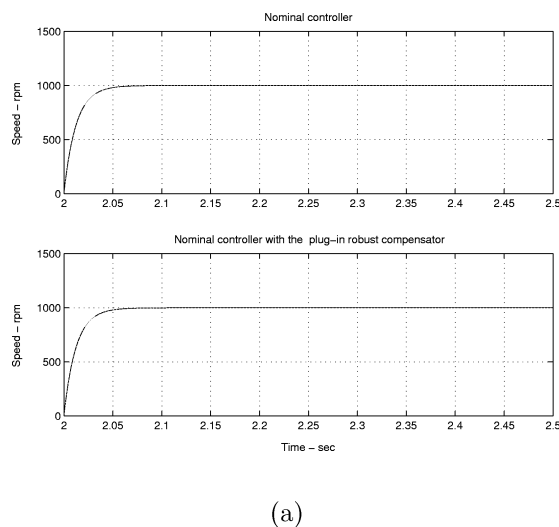 Nominal controller
1500
1000
500
0
Speed – rpm
2 2.05 2.1 2.15 2.2 2.25 2.3 2.35 2.4 2.45 2.5
Nominal controller with the plug–in robust compensator
1500
1000
500
0
Speed – rpm
2 2.05 2.1 2.15 2.2 2.25 2.3 2.35 2.4 2.45 2.5
Time – sec
(a)